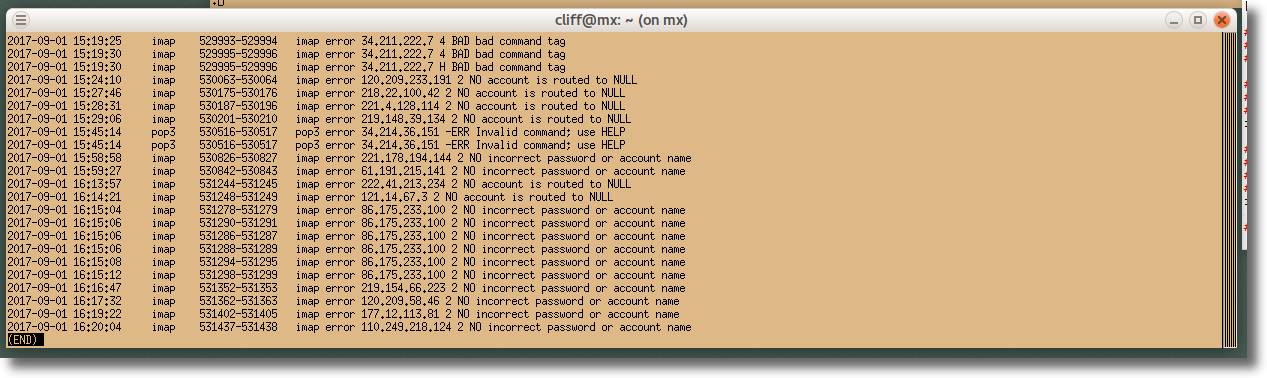 +D
cliff@mx: ~ (on mx)
2017-09-01 15:19:25 imap 529993-529994 imap error 34.211.222.7 4 BAD bad command tag
2017-09-01 15:19:30 imap 529995-529996 imap error 34.211.222.7 4 BAD bad command tag
2017-09-01 15:19:30 imap 529995-529996 imap error 34.211.222.7 H BAD bad command tag
2017-09-01 15:24:10 imap 530063-530064 imap error 120.209.233.191 2 NO account is routed to NULL
2017-09-01 15:27:46 imap 530175-530176 imap error 218.22.100.42 2 NO account is routed to NULL
2017-09-01 15:28:31 imap 530187-530196 imap error 221.4.128.114 2 NO account is routed to NULL
2017-09-01 15:29:06 imap 530201-530210 imap error 219.148.39.134 2 NO account is routed to NULL
2017-09-01 15:45:14 pop3 530516-530517 pop3 error 34.214.36.151 -ERR Invalid command; use HELP
2017-09-01 15:45:14 pop3 530516-530517 pop3 error 34.214.36.151 -ERR Invalid command; use HELP
2017-09-01 15:58:58 imap 530826-530827 imap error 221.178.194.144 2 NO incorrect password or account name
2017-09-01 15:59:27 imap 530842-530843 imap error 61.191.215.141 2 NO incorrect password or account name
2017-09-01 16:13:57 imap 531244-531245 imap error 222.41.213.234 2 NO account is routed to NULL
2017-09-01 16:14:21 imap 531248-531249 imap error 121.14.67.3 2 NO account is routed to NULL
2017-09-01 16:15:04 imap 531278-531279 imap error 86.175.233.100 2 NO incorrect password or account name
2017-09-01 16:15:06 imap 531290-531291 imap error 86.175.233.100 2 NO incorrect password or account name
2017-09-01 16:15:06 imap 531286-531287 imap error 86.175.233.100 2 NO incorrect password or account name
2017-09-01 16:15:06 imap 531288-531289 imap error 86.175.233.100 2 NO incorrect password or account name
2017-09-01 16:15:08 imap 531294-531295 imap error 86.175.233.100 2 NO incorrect password or account name
2017-09-01 16:15:12 imap 531298-531299 imap error 86.175.233.100 2 NO incorrect password or account name
2017-09-01 16:16:47 imap 531352-531353 imap error 219.154.66.223 2 NO incorrect password or account name
2017-09-01 16:17:32 imap 531362-531363 imap error 120.209.58.46 2 NO incorrect password or account name
2017-09-01 16:19:22 imap 531402-531405 imap error 177.12.113.81 2 NO incorrect password or account name
2017-09-01 16:20:04 imap 531437-531438 imap error 110.249.218.124 2 NO incorrect password or account name
(END)